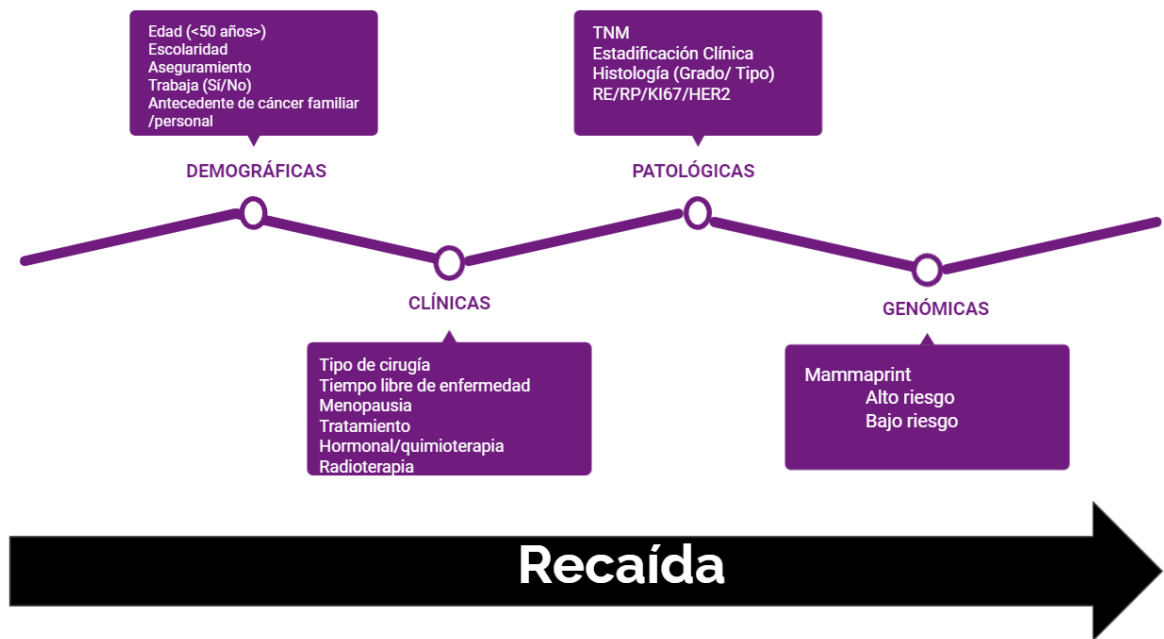 Edad (<50 años>)
Escolaridad
Aseguramiento
Trabaja (Sí/No)
Antecedente de cáncer familiar
/personal
DEMOGRÁFICAS
TNM
Estadificación Clínica
Histología (Grado/ Tipo)
RE/RP/KI67/HER2
PATOLÓGICAS
CLÍNICAS
Tipo de cirugía
Tiempo libre de enfermedad
Menopausia
Tratamiento
Hormonal/quimioterapia
Radioterapia
GENÓMICAS
Mammaprint
Alto riesgo
Bajo riesgo
Recaída